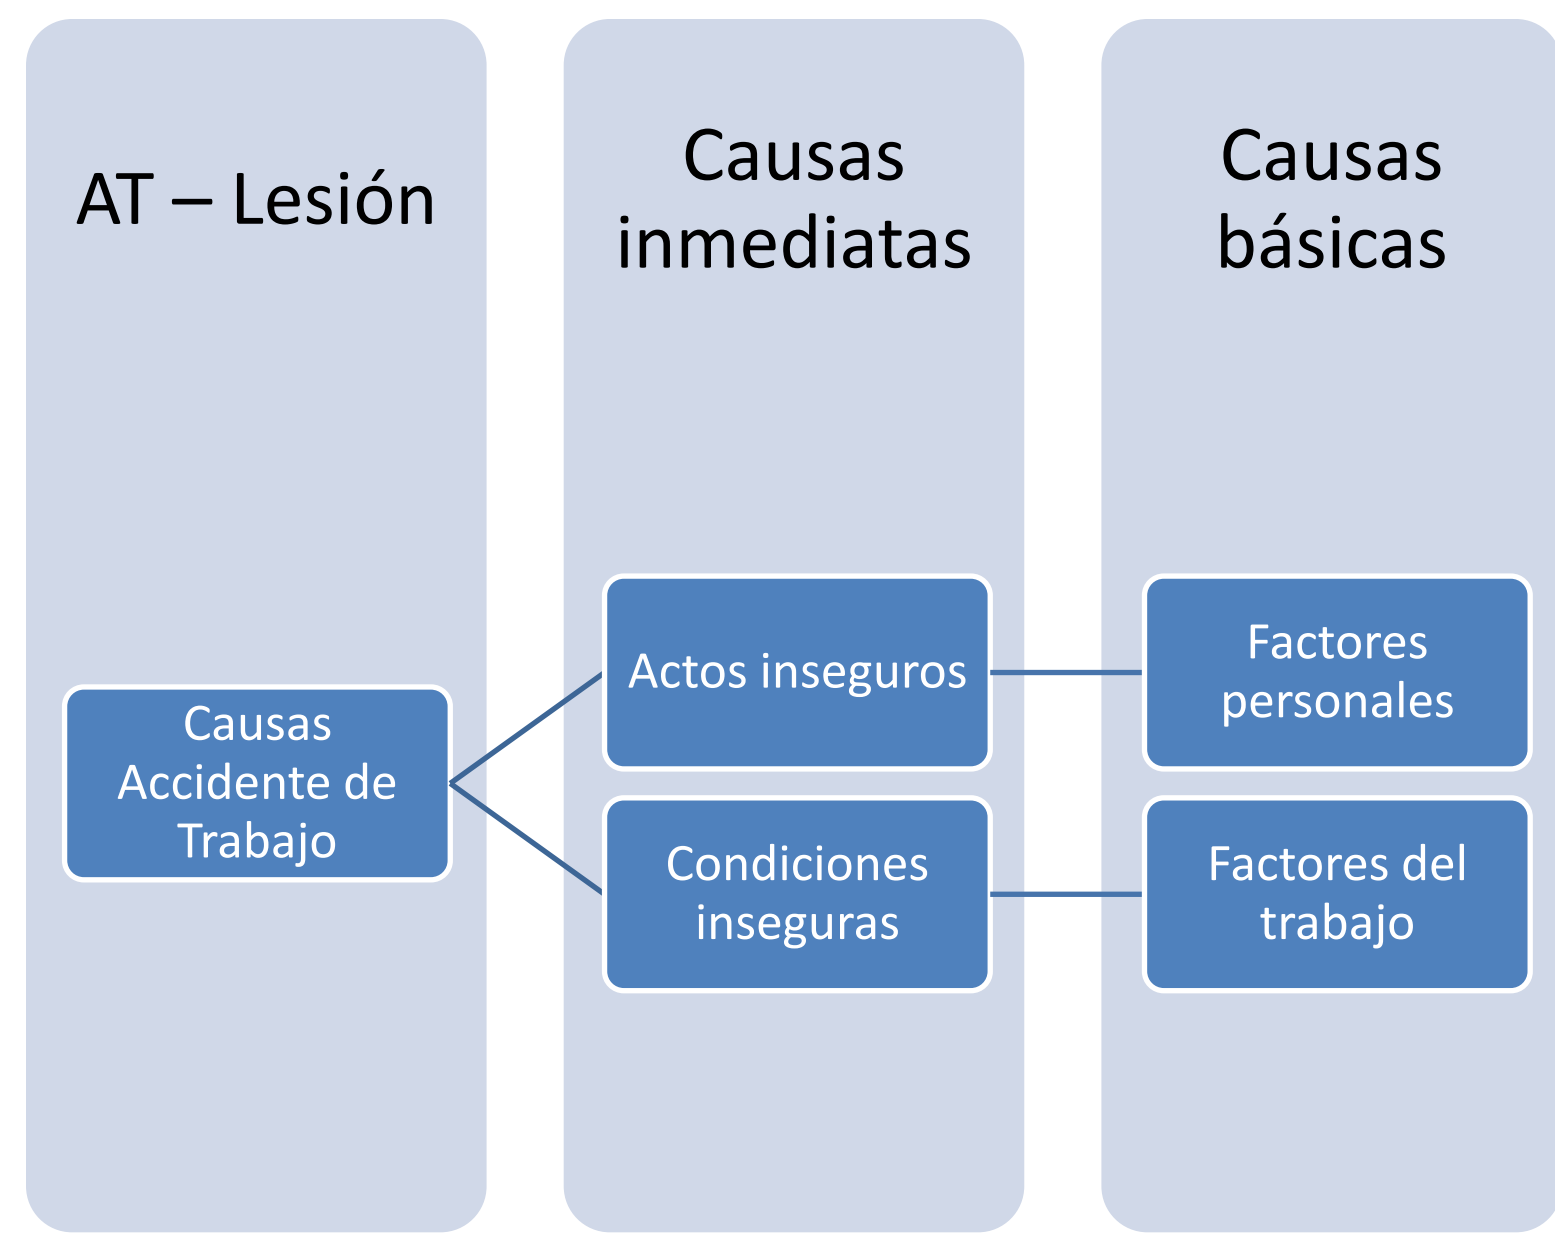 AT – Lesión
Causas
inmediatas
Causas
básicas
Causas
Accidente de
Trabajo
Actos inseguros
Condiciones
inseguras
Factores
personales
Factores del
trabajo